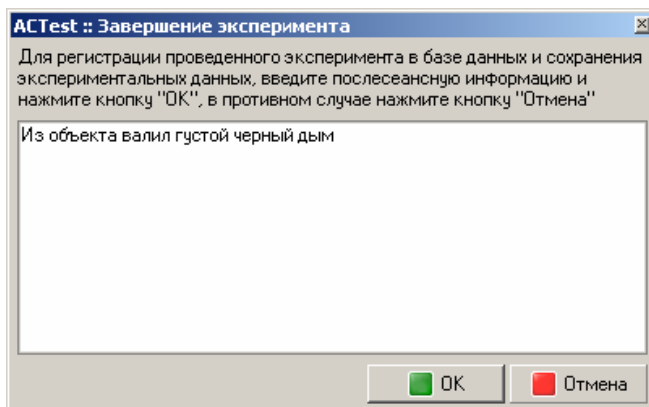 ACTest :: Завершение эксперимента
Для регистрации проведенного эксперимента в базе данных и сохранения
экспериментальных данных, введите послесеансную информацию и
нажмите кнопку "ОК", в противном случае нажмите кнопку "Отмена"
Из объекта валил густой черный дым
ОК
Отмена